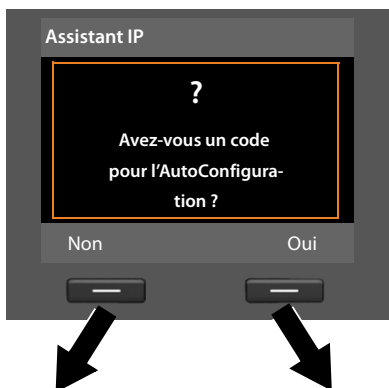 Assistant IP
?
Avez-vous un code
pour l'AutoConfigura-
tion ?
Non Oui